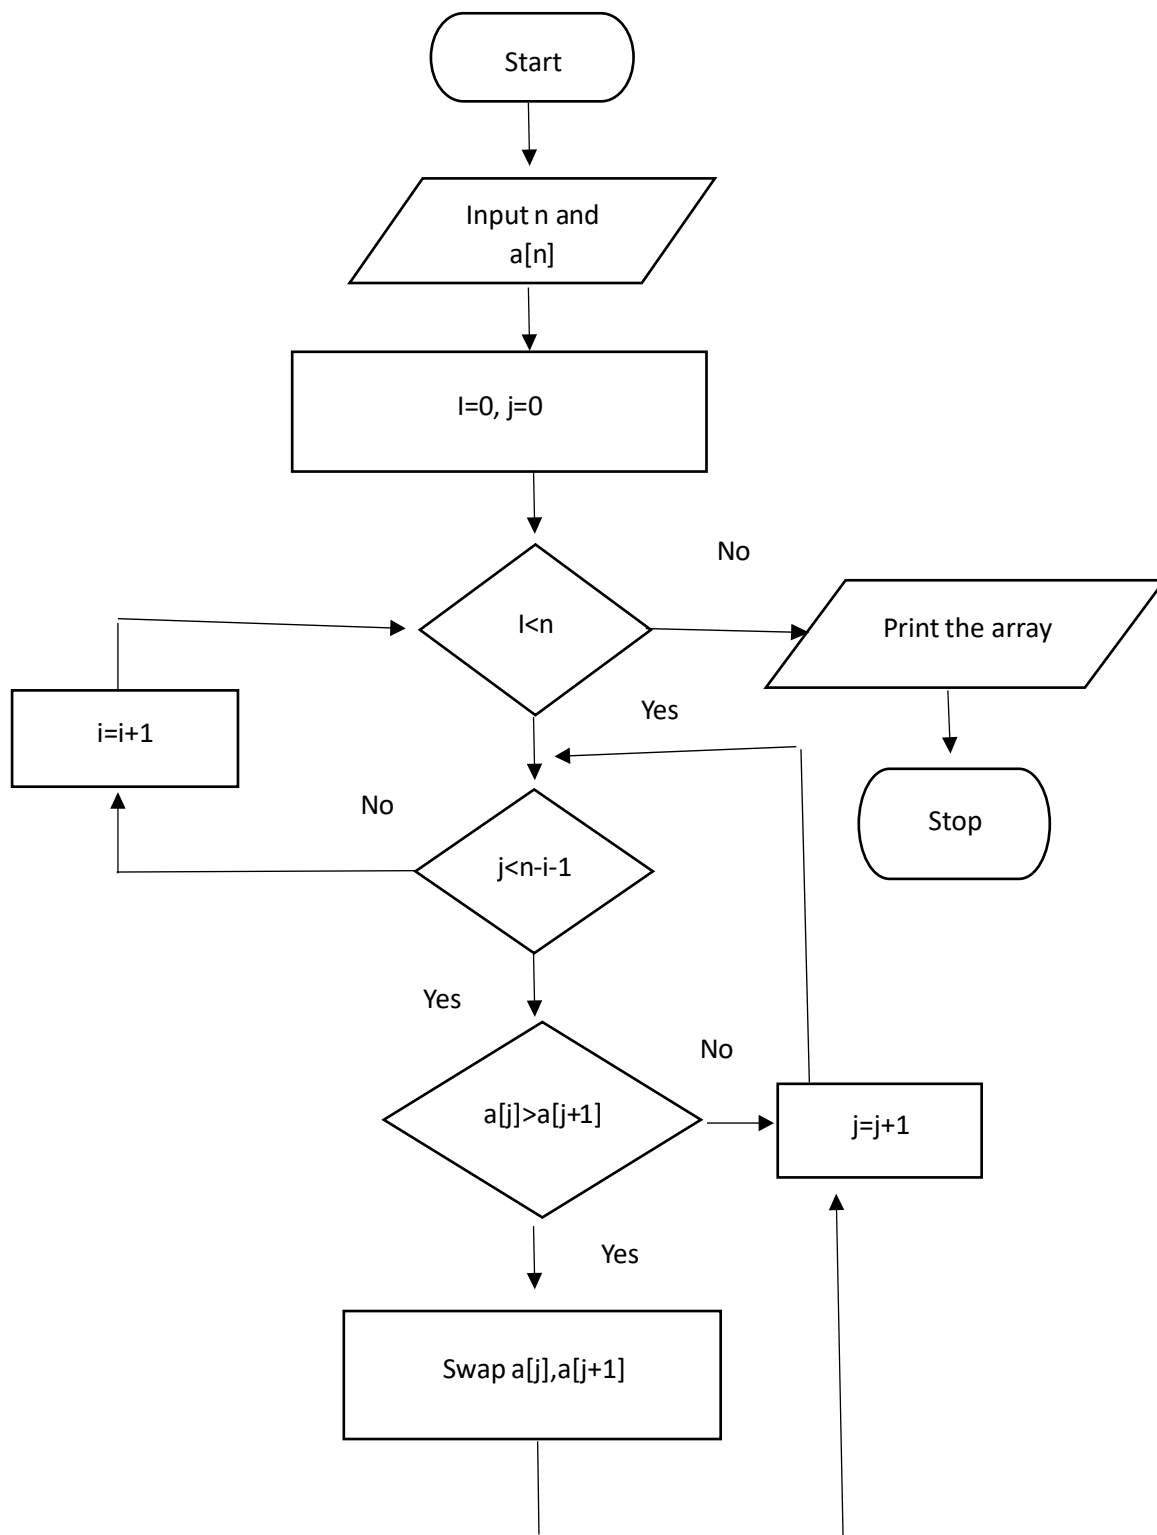 Start
Input n and
a[n]
I=0, j=0
No
I<n
Print the array
Yes
i=i+1
No
Stop
j<n-i-1
Yes
No
a[j]>a[j+1]
j=j+1
Yes
Swap a[j],a[j+1]